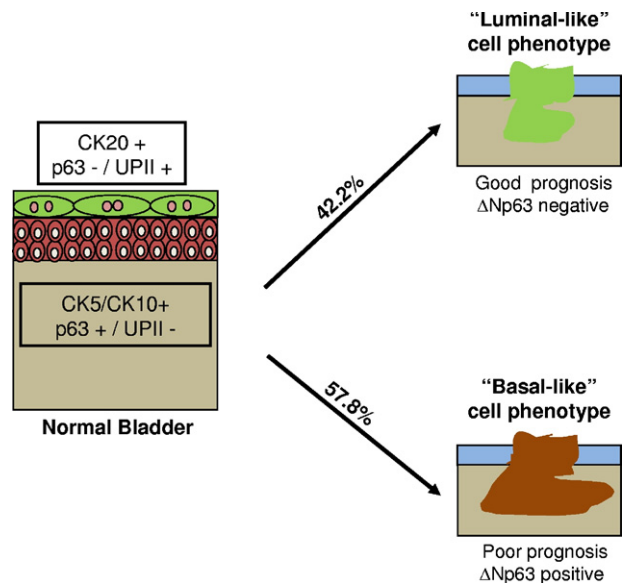 “Luminal-like”
cell phenotype
CK20 +
p63 - / UPII +
42.2%
Good prognosis
ΔNp63 negative
CK5/CK10+
p63 + / UPII -
Normal Bladder
57.8%
“Basal-like”
cell phenotype
Poor prognosis
ΔNp63 positive